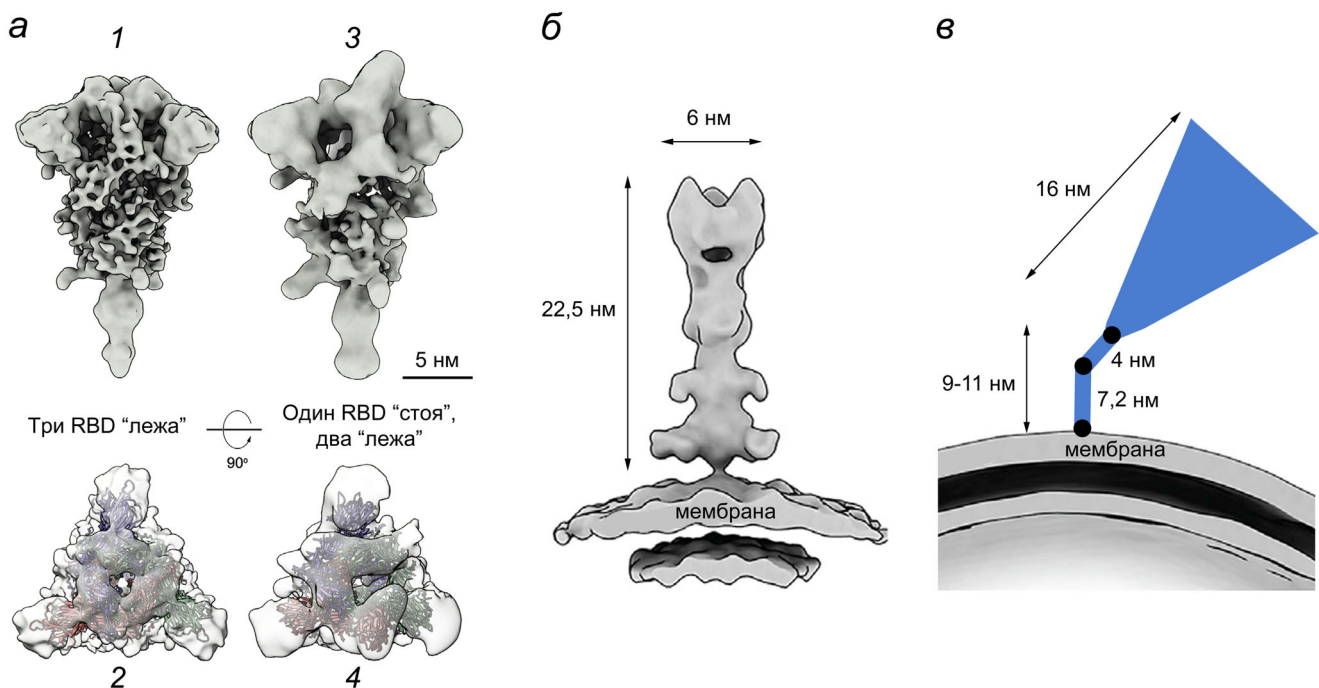 а
1
3
5 нм
Три RBD “лежа”
90°
Один RBD “стоя”,
два “лежа”
2
4
б
6 нм
22,5 нм
мембрана
в
16 нм
4 нм
9-11 нм
7,2 нм
мембрана